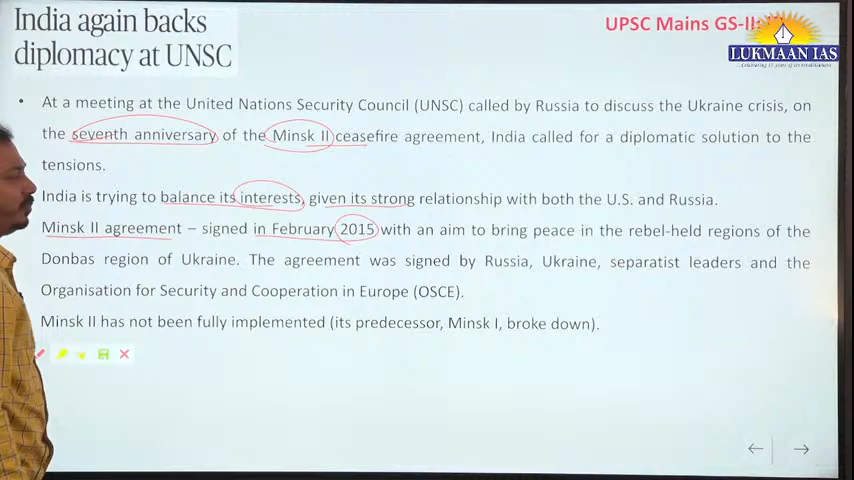 India again backs
diplomacy at UNSC
UPSC Mains GS-II
LUKMAAN IAS
• At a meeting at the United Nations Security Council (UNSC) called by Russia to discuss the Ukraine crisis, on
the seventh anniversary of the Minsk II ceasefire agreement, India called for a diplomatic solution to the
tensions.
India is trying to balance its interests, given its strong relationship with both the U.S. and Russia.
Minsk II agreement – signed in February 2015 with an aim to bring peace in the rebel-held regions of the
Donbas region of Ukraine. The agreement was signed by Russia, Ukraine, separatist leaders and the
Organisation for Security and Cooperation in Europe (OSCE).
Minsk II has not been fully implemented (its predecessor, Minsk I, broke down).